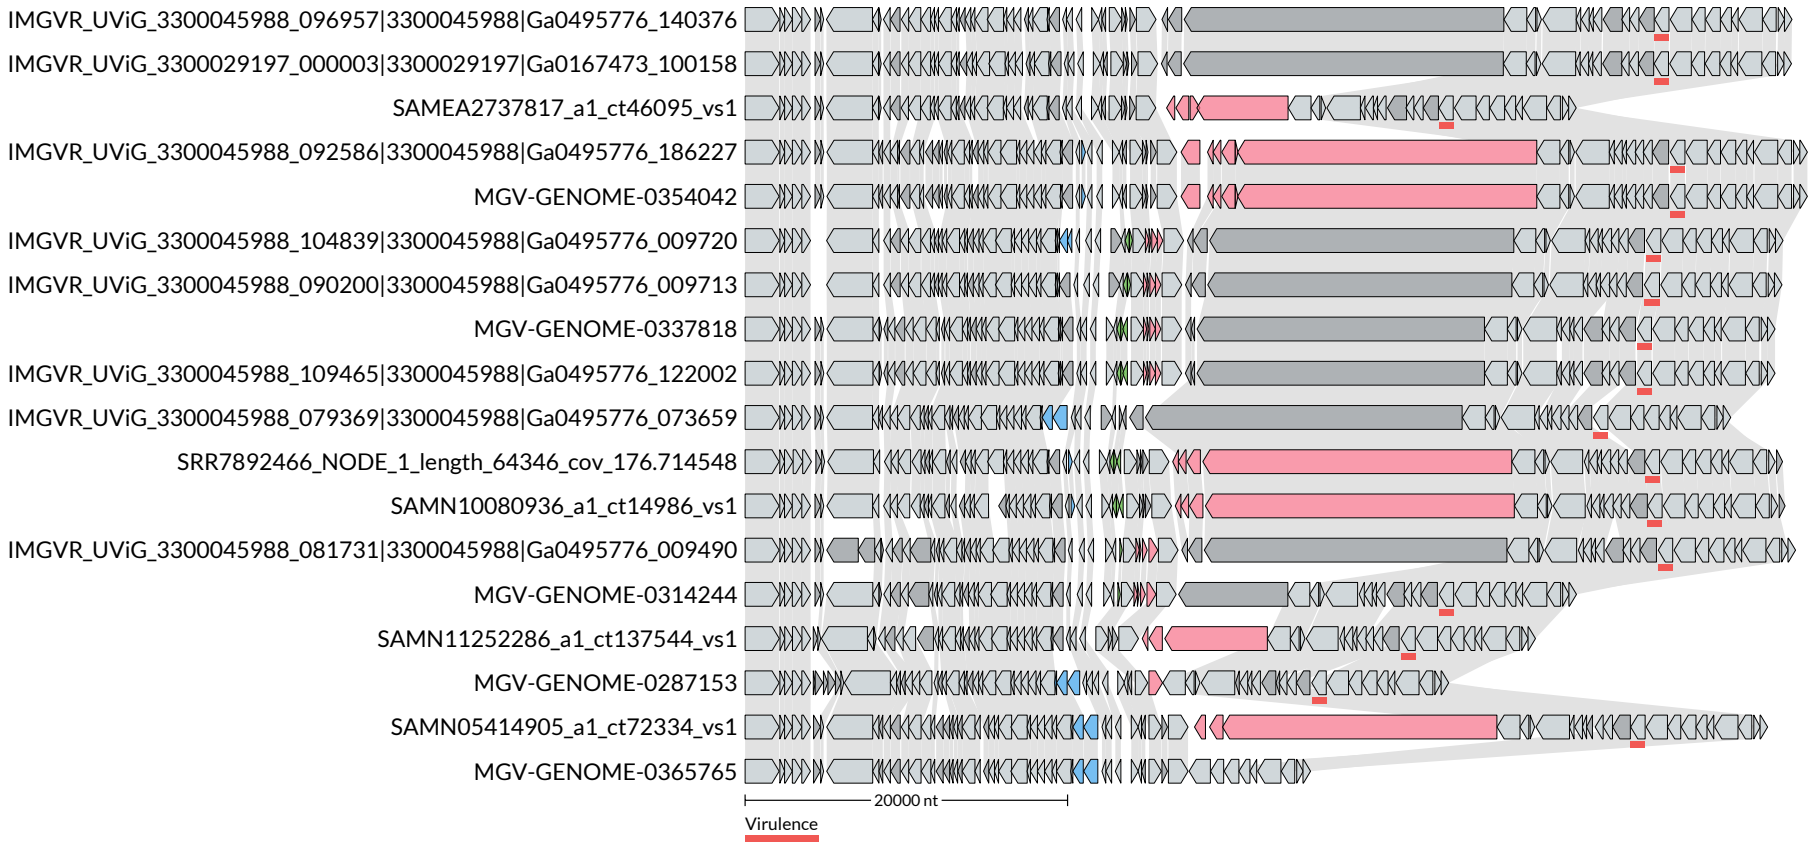 IMGVR_UViG_3300045988_096957|3300045988|Ga0495776_140376
IMGVR_UViG_3300029197_000003|3300029197|Ga0167473_100158
SAMEA2737817_a1_ct46095_vs1
IMGVR_UViG_3300045988_092586|3300045988|Ga0495776_186227
MGV-GENOME-0354042
IMGVR_UViG_3300045988_104839|3300045988|Ga0495776_009720
IMGVR_UViG_3300045988_090200|3300045988|Ga0495776_009713
MGV-GENOME-0337818
IMGVR_UViG_3300045988_109465|3300045988|Ga0495776_122002
IMGVR_UViG_3300045988_079369|3300045988|Ga0495776_073659
SRR7892466_NODE_1_length_64346_cov_176.714548
SAMN10080936_a1_ct14986_vs1
IMGVR_UViG_3300045988_081731|3300045988|Ga0495776_009490
MGV-GENOME-0314244
SAMN11252286_a1_ct137544_vs1
MGV-GENOME-0287153
SAMN05414905_a1_ct72334_vs1
MGV-GENOME-0365765
20000 nt
Virulence